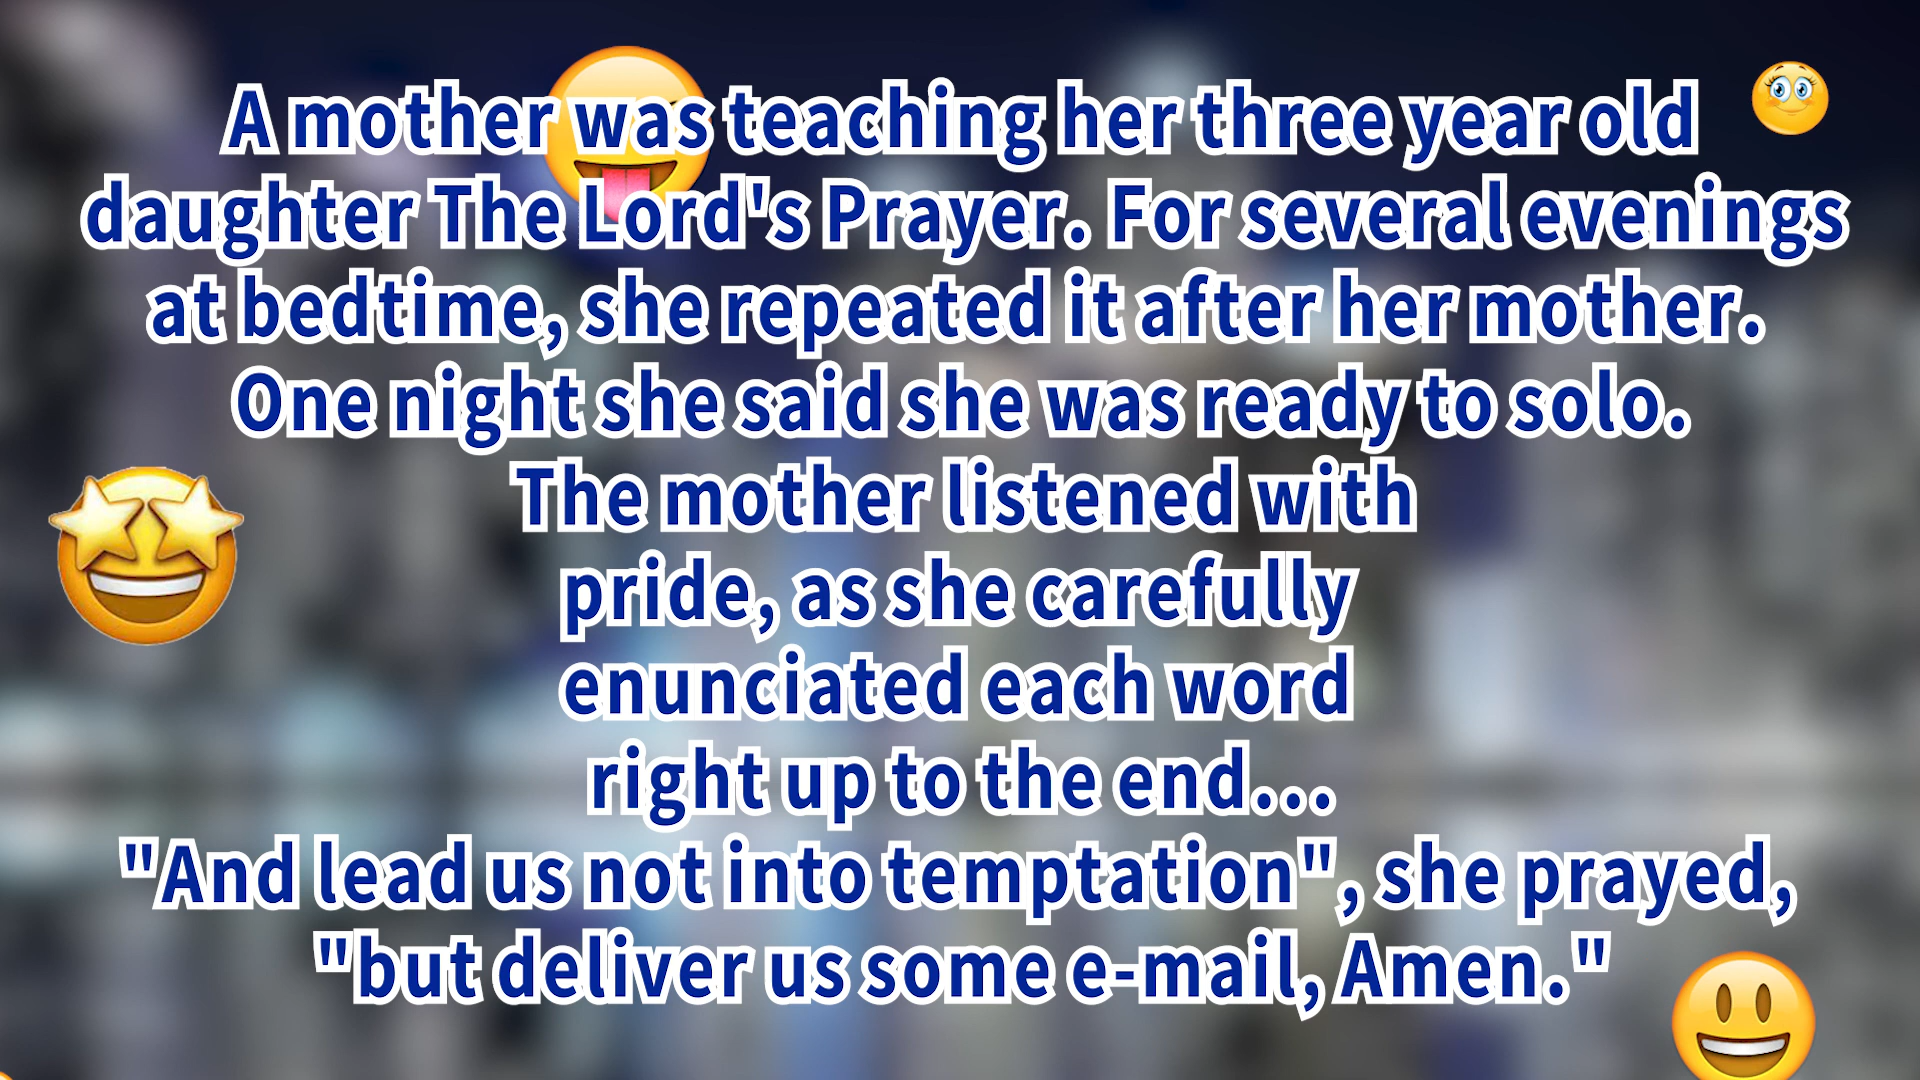 A mother was teaching her three year old
daughter The Lord's Prayer. For several evenings
at bedtime, she repeated it after her mother.
One night she said she was ready to solo.
The mother listened with
pride, as she carefully
enunciated each word
right up to the end...
"And lead us not into temptation", she prayed,
"but deliver us some e-mail, Amen."